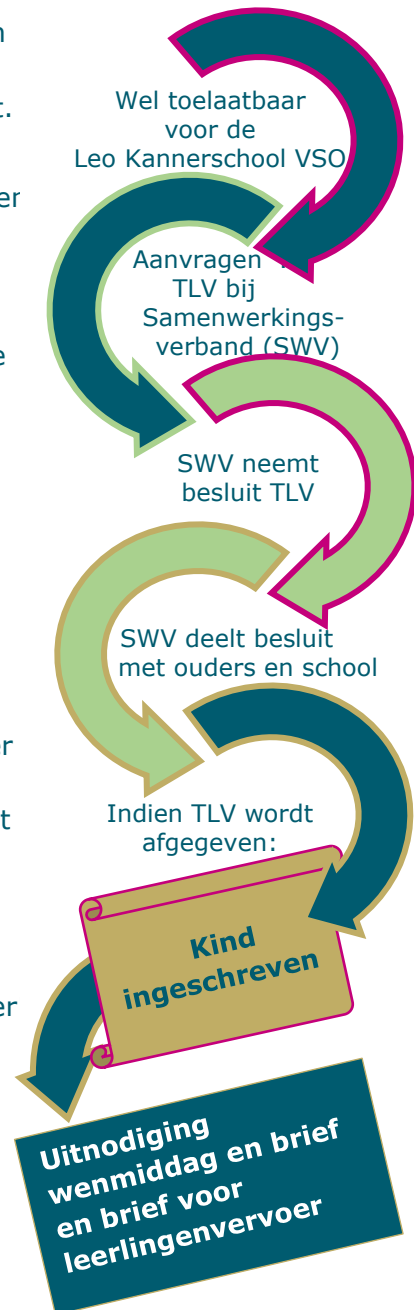 Wel toelaatbaar
voor de
Leo Kannerschool VSO
Aanvragen
TLV bij
Samenwerkings-
verband (SWV)
SWV neemt
besluit TLV
SWV deelt besluit
met ouders en school
Indien TLV wordt
afgegeven:
Kind
ingeschreven
Uitnodiging
wenmiddag en brief
en brief voor
leerlingenvervoer